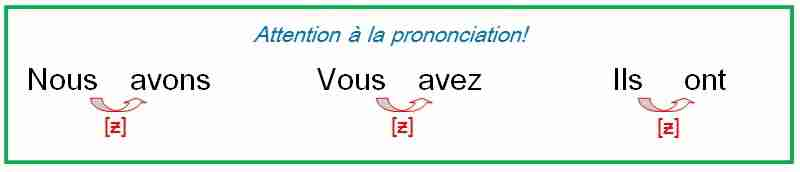 Attention à la prononciation!
Nous avons Vous avez Ils ont
[z] [z] [z]